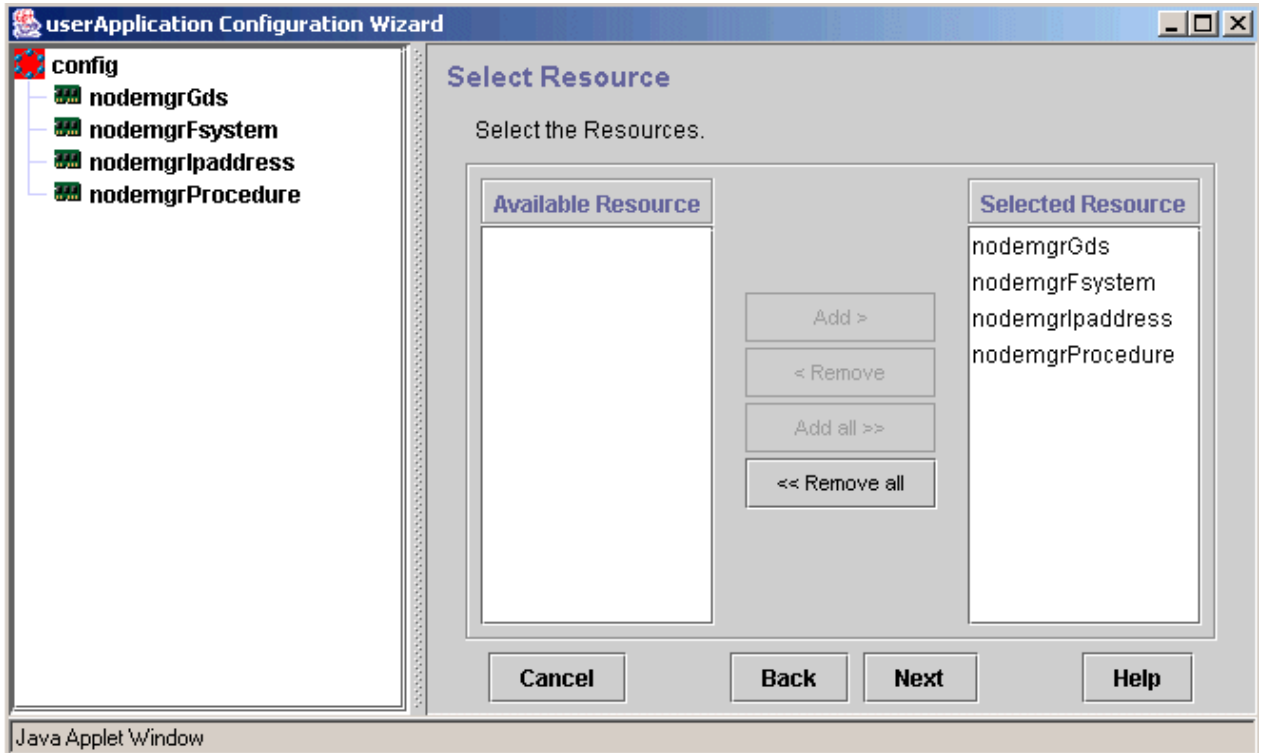 userApplication Configuration Wizard
config
nodemgrGds
nodemgrFsystem
nodemgrIpaddress
nodemgrProcedure
Select Resource
Select the Resources.
Available Resource
Selected Resource
nodemgrGds
nodemgrFsystem
nodemgrIpaddress
nodemgrProcedure
Add >
< Remove
Add all >>
<< Remove all
Cancel
Back
Next
Help
Java Applet Window